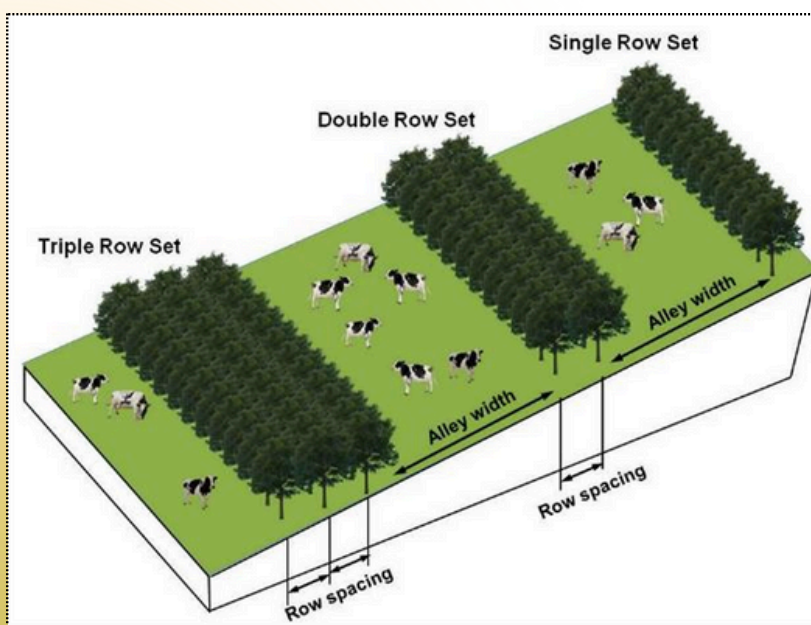 Single Row Set
Double Row Set
Triple Row Set
Alley width
Alley width
Row spacing
Row spacing